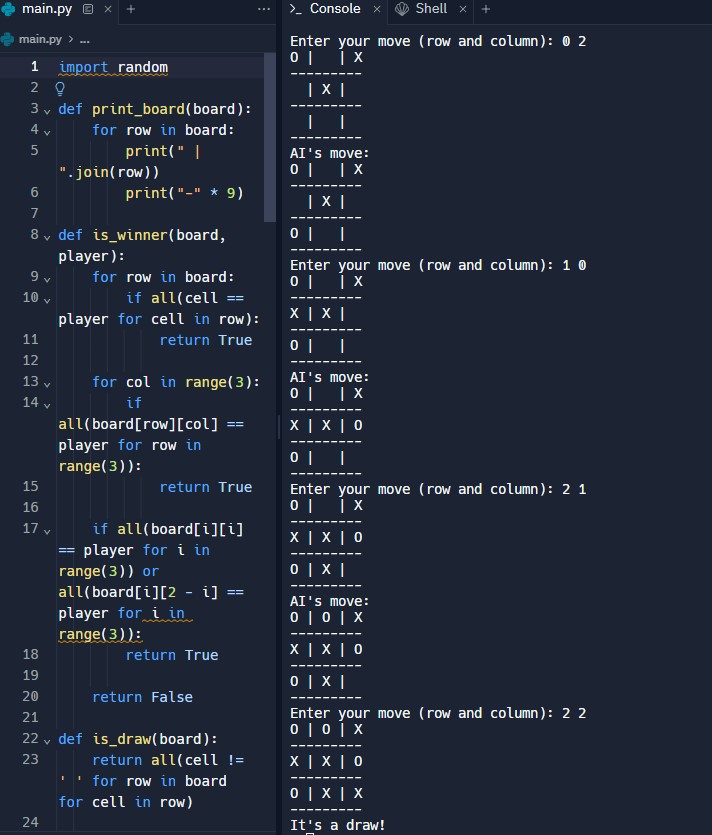 main.py
main.py > ...
1 import random
2
3 def print_board(board):
4     for row in board:
5         print(" |
".join(row))
6         print("-" * 9)
7
8 def is_winner(board,
player):
9     for row in board:
10         if all(cell ==
player for cell in row):
11             return True
12
13     for col in range(3):
14         if
all(board[row][col] ==
player for row in
range(3)):
15             return True
16
17     if all(board[i][i]
== player for i in
range(3)) or
all(board[i][2 - i] ==
player for i in
range(3)):
18         return True
19
20     return False
21
22 def is_draw(board):
23     return all(cell !=
' ' for row in board
for cell in row)
24
Console
Shell
Enter your move (row and column): 0 2
O |   | X
---------
  | X |
---------
  |   |
---------
AI's move:
O |   | X
---------
  | X |
---------
O |   |
---------
Enter your move (row and column): 1 0
O |   | X
---------
X | X |
---------
O |   |
---------
AI's move:
O |   | X
---------
X | X | O
---------
O |   |
---------
Enter your move (row and column): 2 1
O |   | X
---------
X | X | O
---------
O | X |
---------
AI's move:
O | O | X
---------
X | X | O
---------
O | X |
---------
Enter your move (row and column): 2 2
O | O | X
---------
X | X | O
---------
O | X | X
---------
It's a draw!